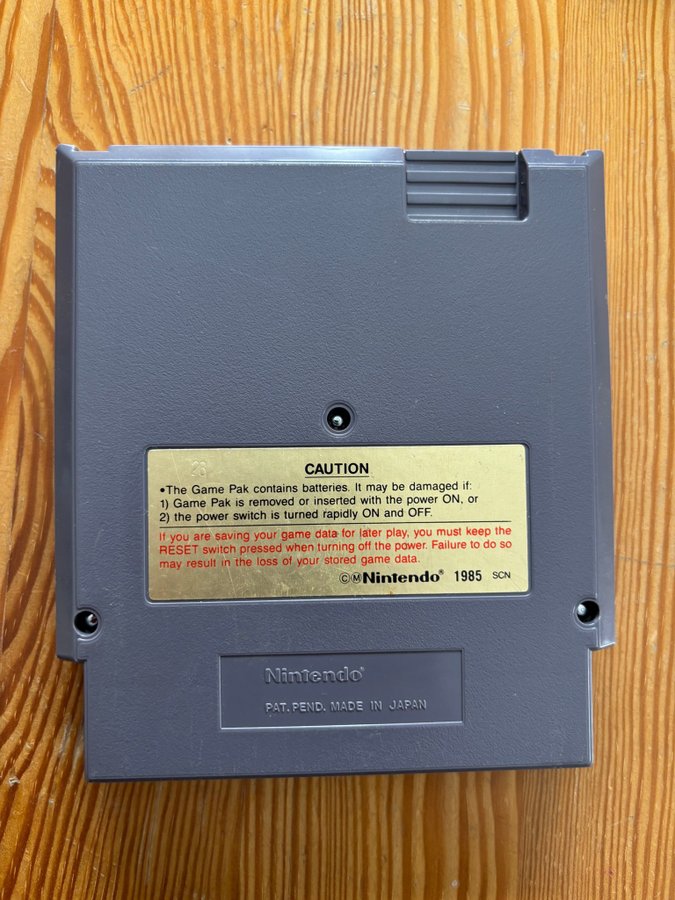 28
CAUTION
•The Game Pak contains batteries. It may be damaged if:
1) Game Pak is removed or inserted with the power ON, or
2) the power switch is turned rapidly ON and OFF.
If you are saving your game data for later play, you must keep the
RESET switch pressed when turning off the power. Failure to do so
may result in the loss of your stored game data.
©Ⓜ Nintendo® 1985 SCN
Nintendo®
PAT. PEND. MADE IN JAPAN